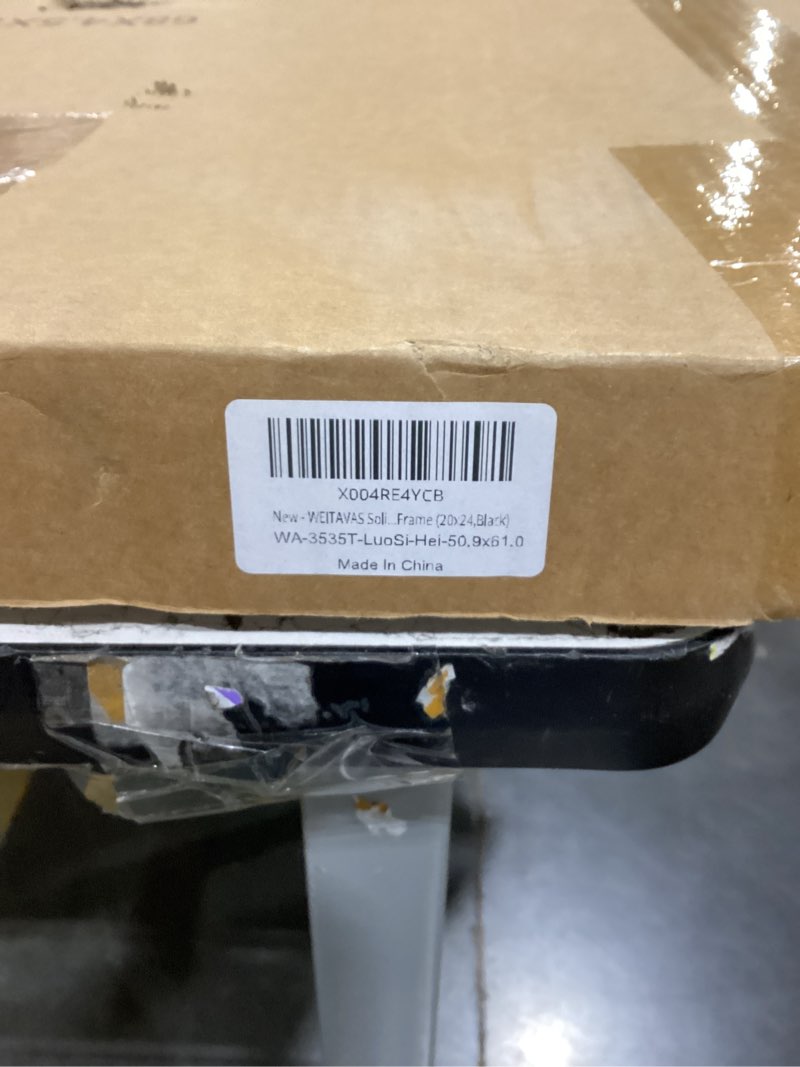 X004RE4YCB
New - WEITAVAS Soli...Frame (20x24,Black)
WA-3535T-LuoSi-Hei-50.9x61.0
Made In China